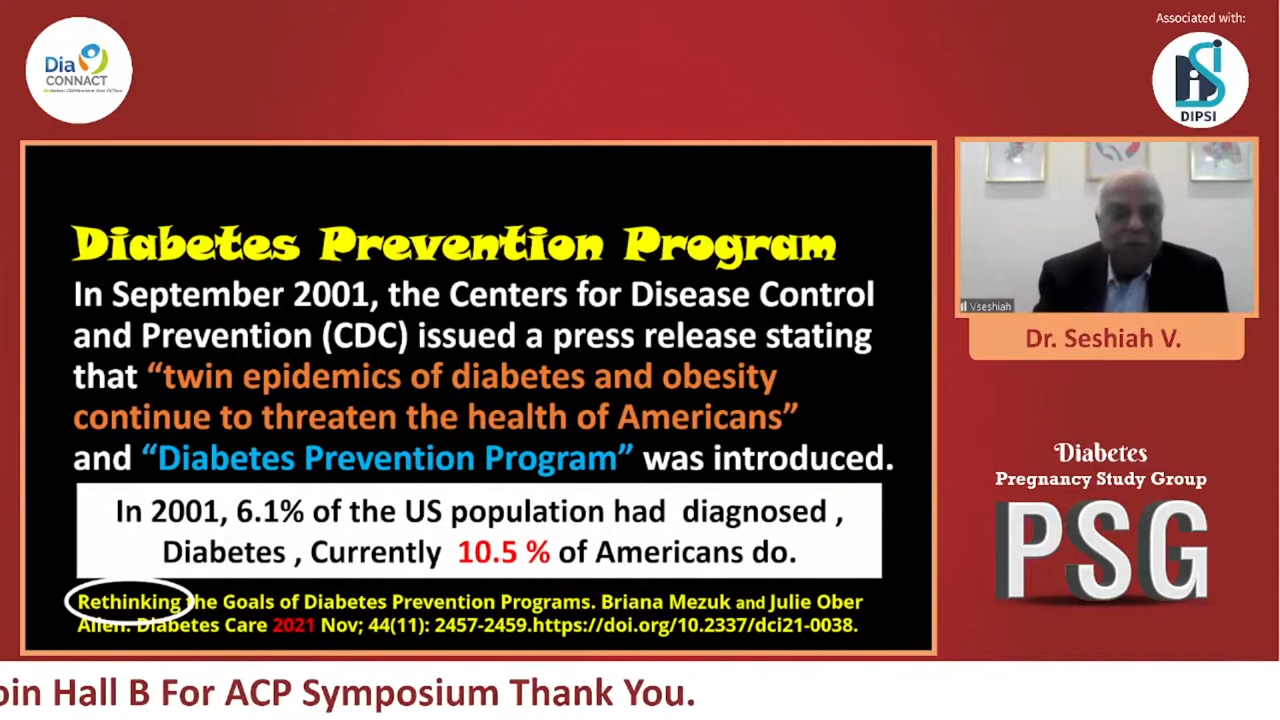 Associated with:
Dia
CONNACT
DIPSI
Diabetes Prevention Program
In September 2001, the Centers for Disease Control
and Prevention (CDC) issued a press release stating
that “twin epidemics of diabetes and obesity
continue to threaten the health of Americans”
and “Diabetes Prevention Program” was introduced.
In 2001, 6.1% of the US population had diagnosed ,
Diabetes , Currently 10.5 % of Americans do.
Rethinking the Goals of Diabetes Prevention Programs. Briana Mezuk and Julie Ober
Allen. Diabetes Care 2021 Nov; 44(11): 2457-2459.https://doi.org/10.2337/dci21-0038.
Vseshiah
Dr. Seshiah V.
Diabetes
Pregnancy Study Group
PSG
oin Hall B For ACP Symposium Thank You.